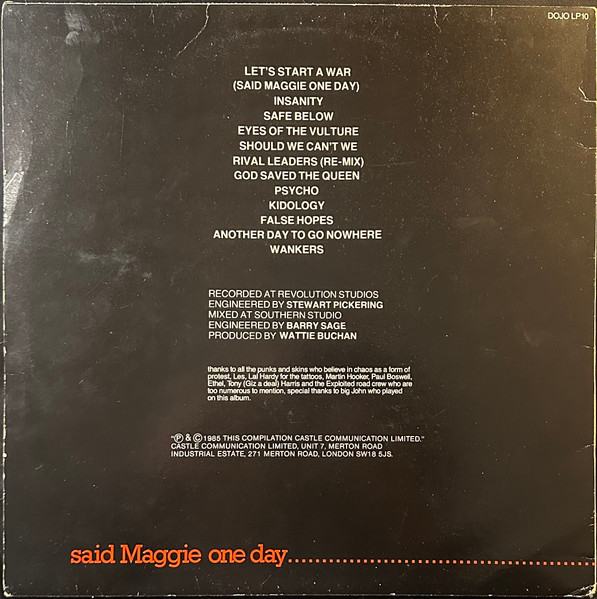 DOJO LP10
LET'S START A WAR
(SAID MAGGIE ONE DAY)
INSANITY
SAFE BELOW
EYES OF THE VULTURE
SHOULD WE CAN'T WE
RIVAL LEADERS (RE-MIX)
GOD SAVED THE QUEEN
PSYCHO
KIDOLOGY
FALSE HOPES
ANOTHER DAY TO GO NOWHERE
WANKERS
RECORDED AT REVOLUTION STUDIOS
ENGINEERED BY STEWART PICKERING
MIXED AT SOUTHERN STUDIO
ENGINEERED BY BARRY SAGE
PRODUCED BY WATTIE BUCHAN
thanks to all the punks and skins who believe in chaos as a form of
protest, Les, Lal Hardy for the tattoos, Martin Hooker, Paul Boswell,
Ethel, Tony (Giz a deal) Harris and the Exploited road crew who are
too numerous to mention, special thanks to big John who played
on this album.
"Ⓟ & © 1985 THIS COMPILATION CASTLE COMMUNICATION LIMITED."
CASTLE COMMUNICATION LIMITED, UNIT 7, MERTON ROAD
INDUSTRIAL ESTATE, 271 MERTON ROAD, LONDON SW18 5JS.
said Maggie one day..............................................